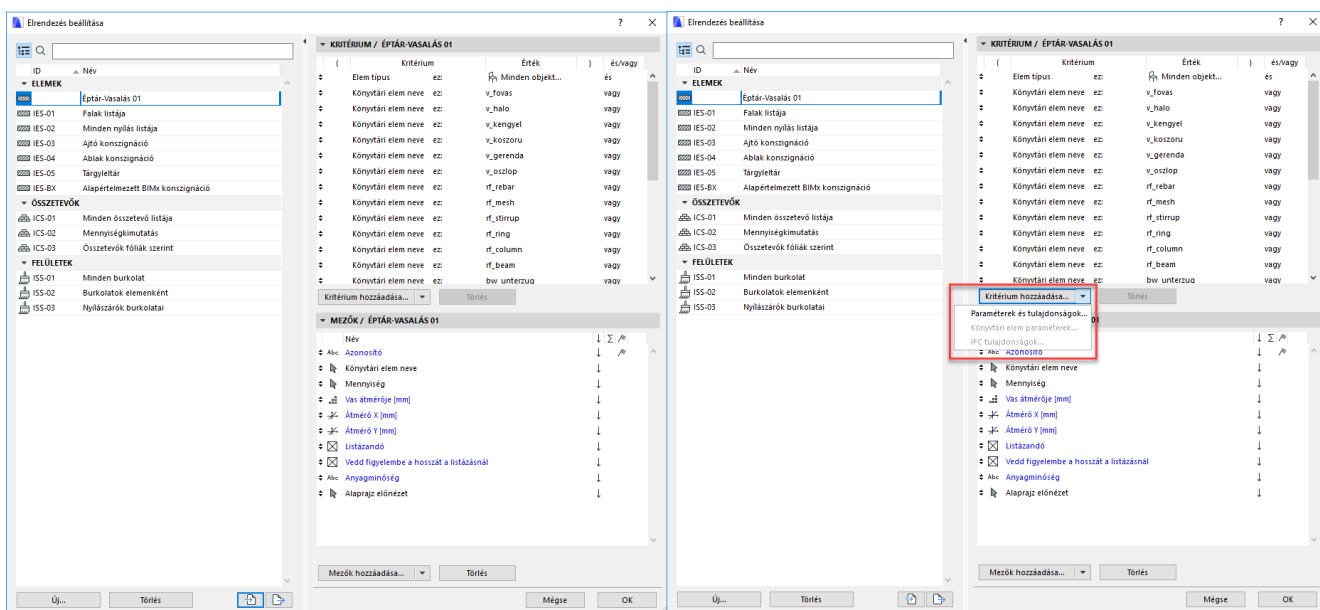 Elrendezés beállítása ? ×
ID Név
ELEMEK
Éptár-Vasalás 01
IES-01 Falak listája
IES-02 Minden nyílás listája
IES-03 Ajtó konszignáció
IES-04 Ablak konszignáció
IES-05 Tárgyleltár
IES-BX Alapértelmezett BIMx konszignáció
ÖSSZETEVŐK
ICS-01 Minden összetevő listája
ICS-02 Mennyiségkimutatás
ICS-03 Összetevők fóliák szerint
FELÜLETEK
ISS-01 Minden burkolat
ISS-02 Burkolatok elemenként
ISS-03 Nyílászárók burkolatai
Új... Törlés
KRITÉRIUM / ÉPTÁR-VASALÁS 01
( Kritérium Érték ) és/vagy
Elem típus ez: Minden objekt... és
Könyvtári elem neve ez: v_fovas vagy
Könyvtári elem neve ez: v_halo vagy
Könyvtári elem neve ez: v_kengyel vagy
Könyvtári elem neve ez: v_koszoru vagy
Könyvtári elem neve ez: v_gerenda vagy
Könyvtári elem neve ez: v_oszlop vagy
Könyvtári elem neve ez: rf_rebar vagy
Könyvtári elem neve ez: rf_mesh vagy
Könyvtári elem neve ez: rf_stirrup vagy
Könyvtári elem neve ez: rf_ring vagy
Könyvtári elem neve ez: rf_column vagy
Könyvtári elem neve ez: rf_beam vagy
Könyvtári elem neve ez: bw_unterzug vagy
Kritérium hozzáadása... Törlés
MEZŐK / ÉPTÁR-VASALÁS 01
Név ↓ Σ
Abc Azonosító ↓
Könyvtári elem neve ↓
Mennyiség ↓
Vas átmérője [mm] ↓
Átmérő X [mm] ↓
Átmérő Y [mm] ↓
Listázandó ↓
Vedd figyelembe a hosszát a listázásnál ↓
Abc Anyagminőség ↓
Alaprajz előnézet ↓
Mezők hozzáadása... Törlés
Mégse OK
Elrendezés beállítása ? ×
ID Név
ELEMEK
Éptár-Vasalás 01
IES-01 Falak listája
IES-02 Minden nyílás listája
IES-03 Ajtó konszignáció
IES-04 Ablak konszignáció
IES-05 Tárgyleltár
IES-BX Alapértelmezett BIMx konszignáció
ÖSSZETEVŐK
ICS-01 Minden összetevő listája
ICS-02 Mennyiségkimutatás
ICS-03 Összetevők fóliák szerint
FELÜLETEK
ISS-01 Minden burkolat
ISS-02 Burkolatok elemenként
ISS-03 Nyílászárók burkolatai
Új... Törlés
KRITÉRIUM / ÉPTÁR-VASALÁS 01
( Kritérium Érték ) és/vagy
Elem típus ez: Minden objekt... és
Könyvtári elem neve ez: v_fovas vagy
Könyvtári elem neve ez: v_halo vagy
Könyvtári elem neve ez: v_kengyel vagy
Könyvtári elem neve ez: v_koszoru vagy
Könyvtári elem neve ez: v_gerenda vagy
Könyvtári elem neve ez: v_oszlop vagy
Könyvtári elem neve ez: rf_rebar vagy
Könyvtári elem neve ez: rf_mesh vagy
Könyvtári elem neve ez: rf_stirrup vagy
Könyvtári elem neve ez: rf_ring vagy
Könyvtári elem neve ez: rf_column vagy
Könyvtári elem neve ez: rf_beam vagy
Könyvtári elem neve ez: bw_unterzug vagy
Kritérium hozzáadása... Törlés
Paraméterek és tulajdonságok...
Könyvtári elem paraméterek...
IFC tulajdonságok...
01
↓ Σ
Abc Azonosító ↓
Könyvtári elem neve ↓
Mennyiség ↓
Vas átmérője [mm] ↓
Átmérő X [mm] ↓
Átmérő Y [mm] ↓
Listázandó ↓
Vedd figyelembe a hosszát a listázásnál ↓
Abc Anyagminőség ↓
Alaprajz előnézet ↓
Mezők hozzáadása... Törlés
Mégse OK